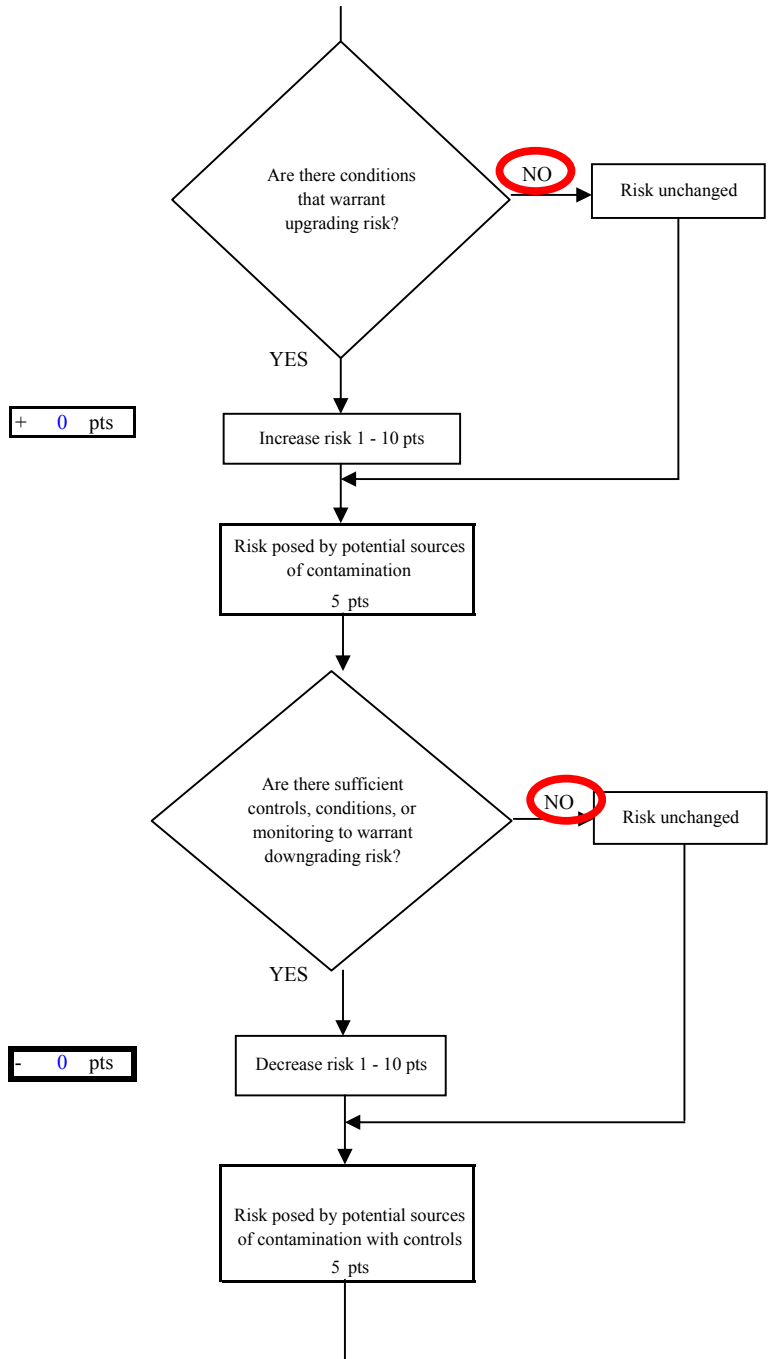 Are there conditions
that warrant
upgrading risk?
NO
Risk unchanged
YES
+ 0 pts
Increase risk 1 - 10 pts
Risk posed by potential sources
of contamination
5 pts
Are there sufficient
controls, conditions, or
monitoring to warrant
downgrading risk?
NO
Risk unchanged
YES
- 0 pts
Decrease risk 1 - 10 pts
Risk posed by potential sources
of contamination with controls
5 pts